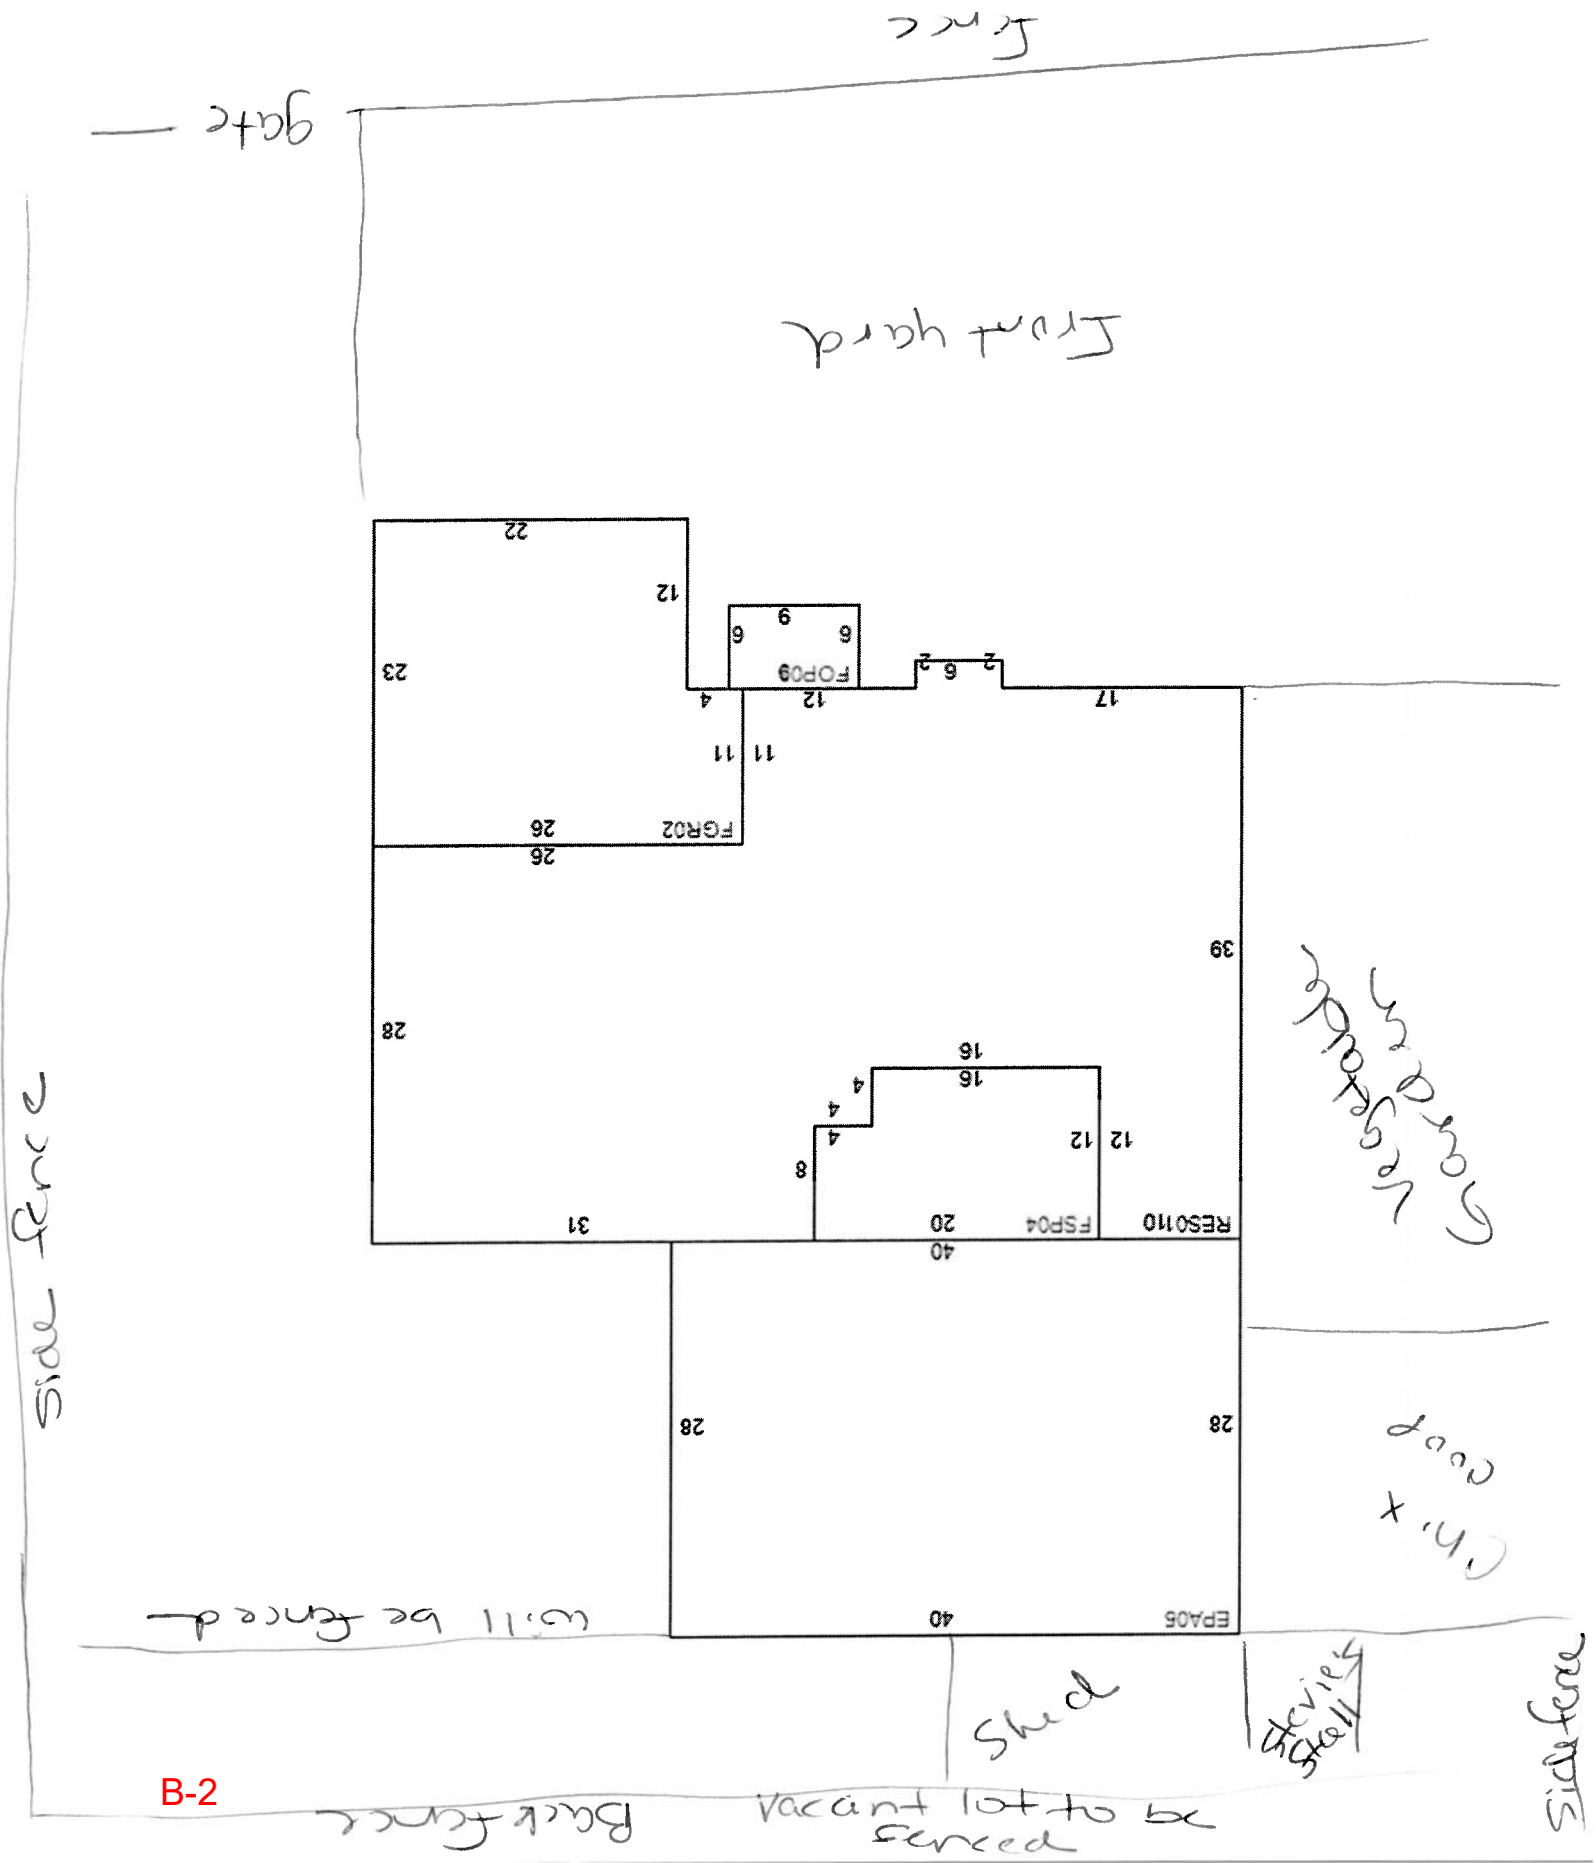 fence
gate
front yard
22
12
23
9
6
6
FOP09
2
6
2
4
12
17
11
11
26
FGR02
26
39
28
Vegetable
Garden
16
16
4
4
4
12
12
8
31
20
FSP04
RES0110
40
Side fence
28
28
Chix
Coop
will be fenced
40
EPA05
Shed
Stevie's
Stall
Side fence
B-2
Back fence
Vacant lot to be
fenced